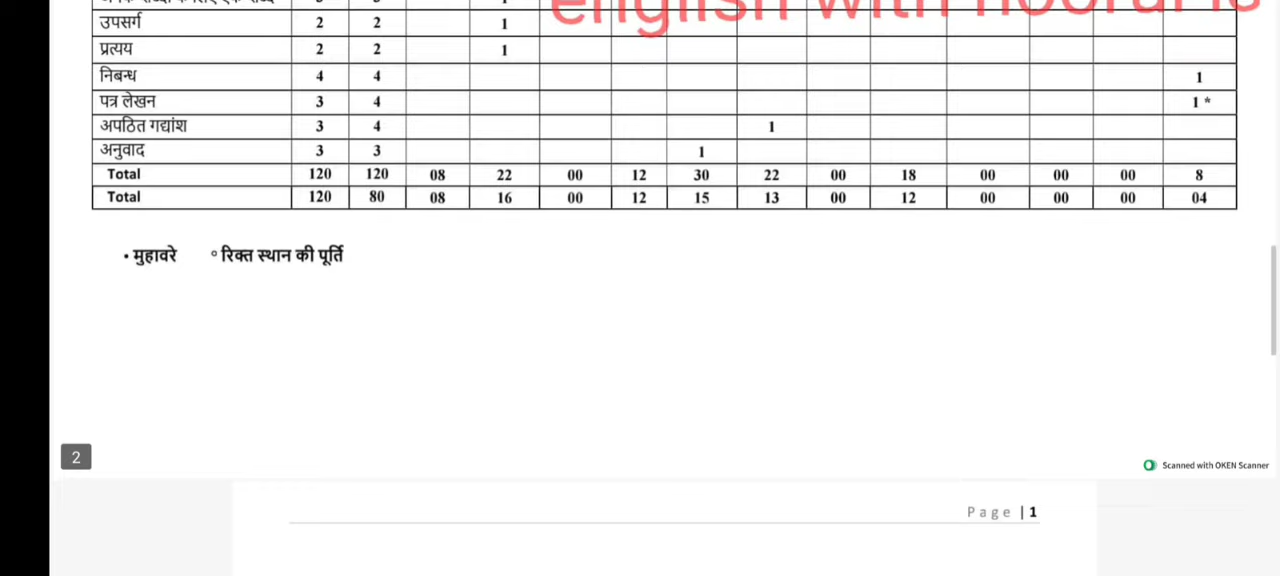 english with noorane
उपसर्ग 2 2 1
प्रत्यय 2 2 1
निबन्ध 4 4 1
पत्र लेखन 3 4 1 *
अपठित गद्यांश 3 4 1
अनुवाद 3 3 1
Total 120 120 08 22 00 12 30 22 00 18 00 00 00 8
Total 120 80 08 16 00 12 15 13 00 12 00 00 00 04
• मुहावरे ° रिक्त स्थान की पूर्ति
2
Scanned with OKEN Scanner
Page | 1